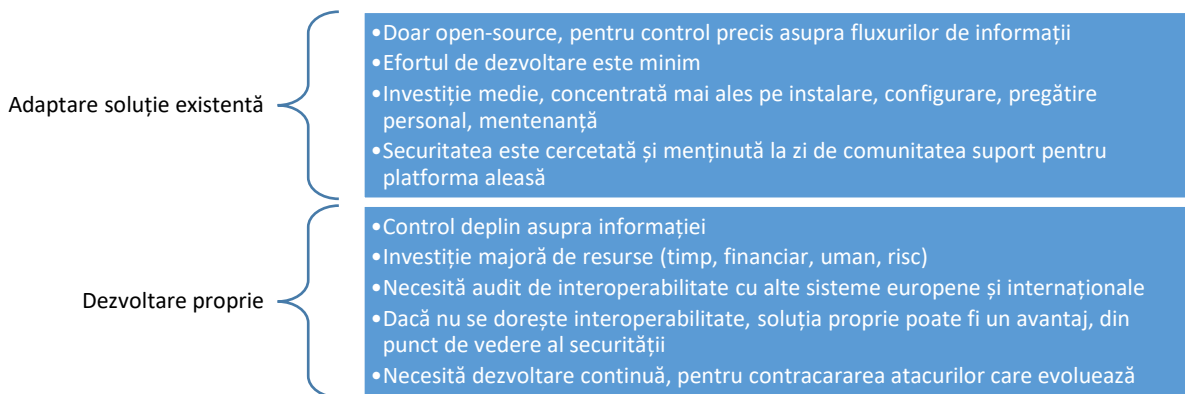 Adaptare soluție existentă
•Doar open-source, pentru control precis asupra fluxurilor de informații
•Efortul de dezvoltare este minim
•Investiție medie, concentrată mai ales pe instalare, configurare, pregătire
personal, mentenanță
•Securitatea este cercetată și menținută la zi de comunitatea suport pentru
platforma aleasă
Dezvoltare proprie
•Control deplin asupra informației
•Investiție majoră de resurse (timp, financiar, uman, risc)
•Necesită audit de interoperabilitate cu alte sisteme europene și internaționale
•Dacă nu se dorește interoperabilitate, soluția proprie poate fi un avantaj, din
punct de vedere al securității
•Necesită dezvoltare continuă, pentru contracararea atacurilor care evoluează